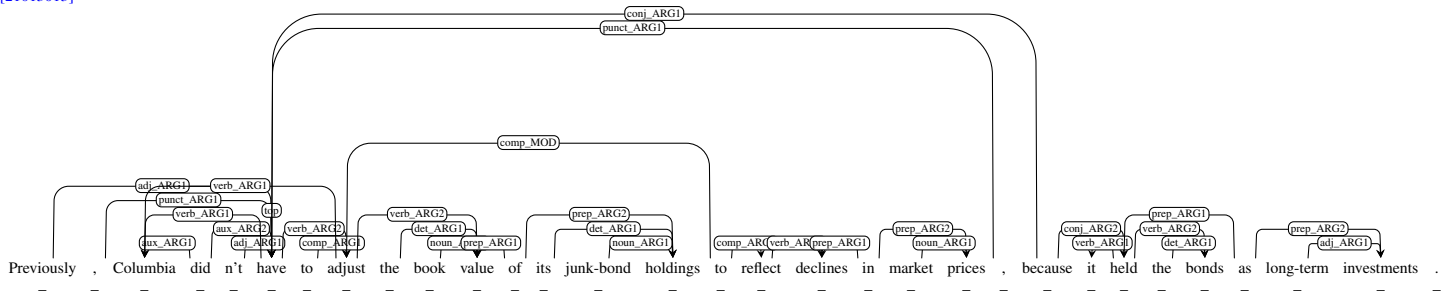 conj_ARG1
punct_ARG1
comp_MOD
adj_ARG1 verb_ARG1
punct_ARG1
top
verb_ARG1 verb_ARG2 prep_ARG2 prep_ARG1
aux_ARG2 verb_ARG2 det_ARG1 det_ARG1 prep_ARG2 conj_ARG2 verb_ARG2 prep_ARG2
aux_ARG1 adj_ARG1 comp_ARG1 prep_ARG1 noun_ARG1 prep_ARG1 noun_ARG1 verb_ARG1 det_ARG1 adj_ARG1
Previously , Columbia did n't have to adjust the book value of its junk-bond holdings to reflect declines in market prices , because it held the bonds as long-term investments .
_ _ _ _ _ _ _ _ _ _ _ _ _ _ _ _ _ _ _ _ _ _ _ _ _ _ _ _ _ _ _